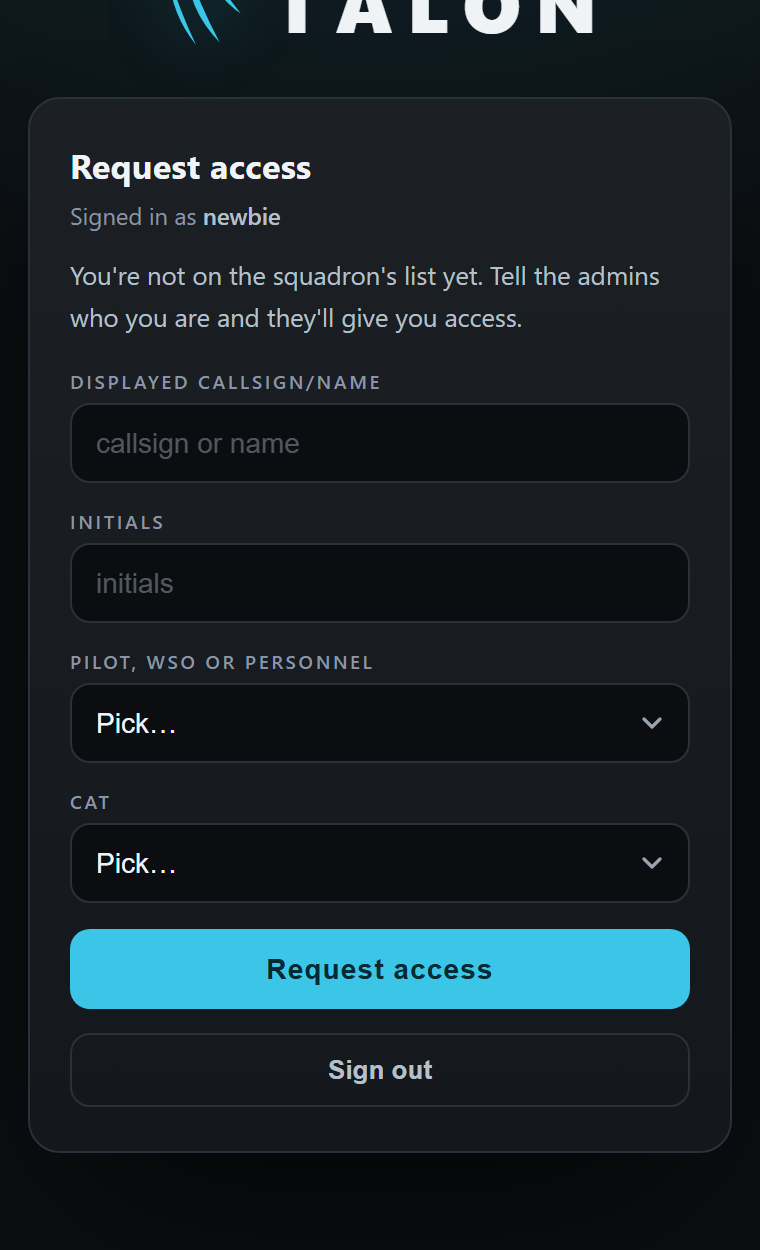 TALON
Request access
Signed in as newbie
You're not on the squadron's list yet. Tell the admins
who you are and they'll give you access.
DISPLAYED CALLSIGN/NAME
callsign or name
INITIALS
initials
PILOT, WSO OR PERSONNEL
Pick...
CAT
Pick...
Request access
Sign out